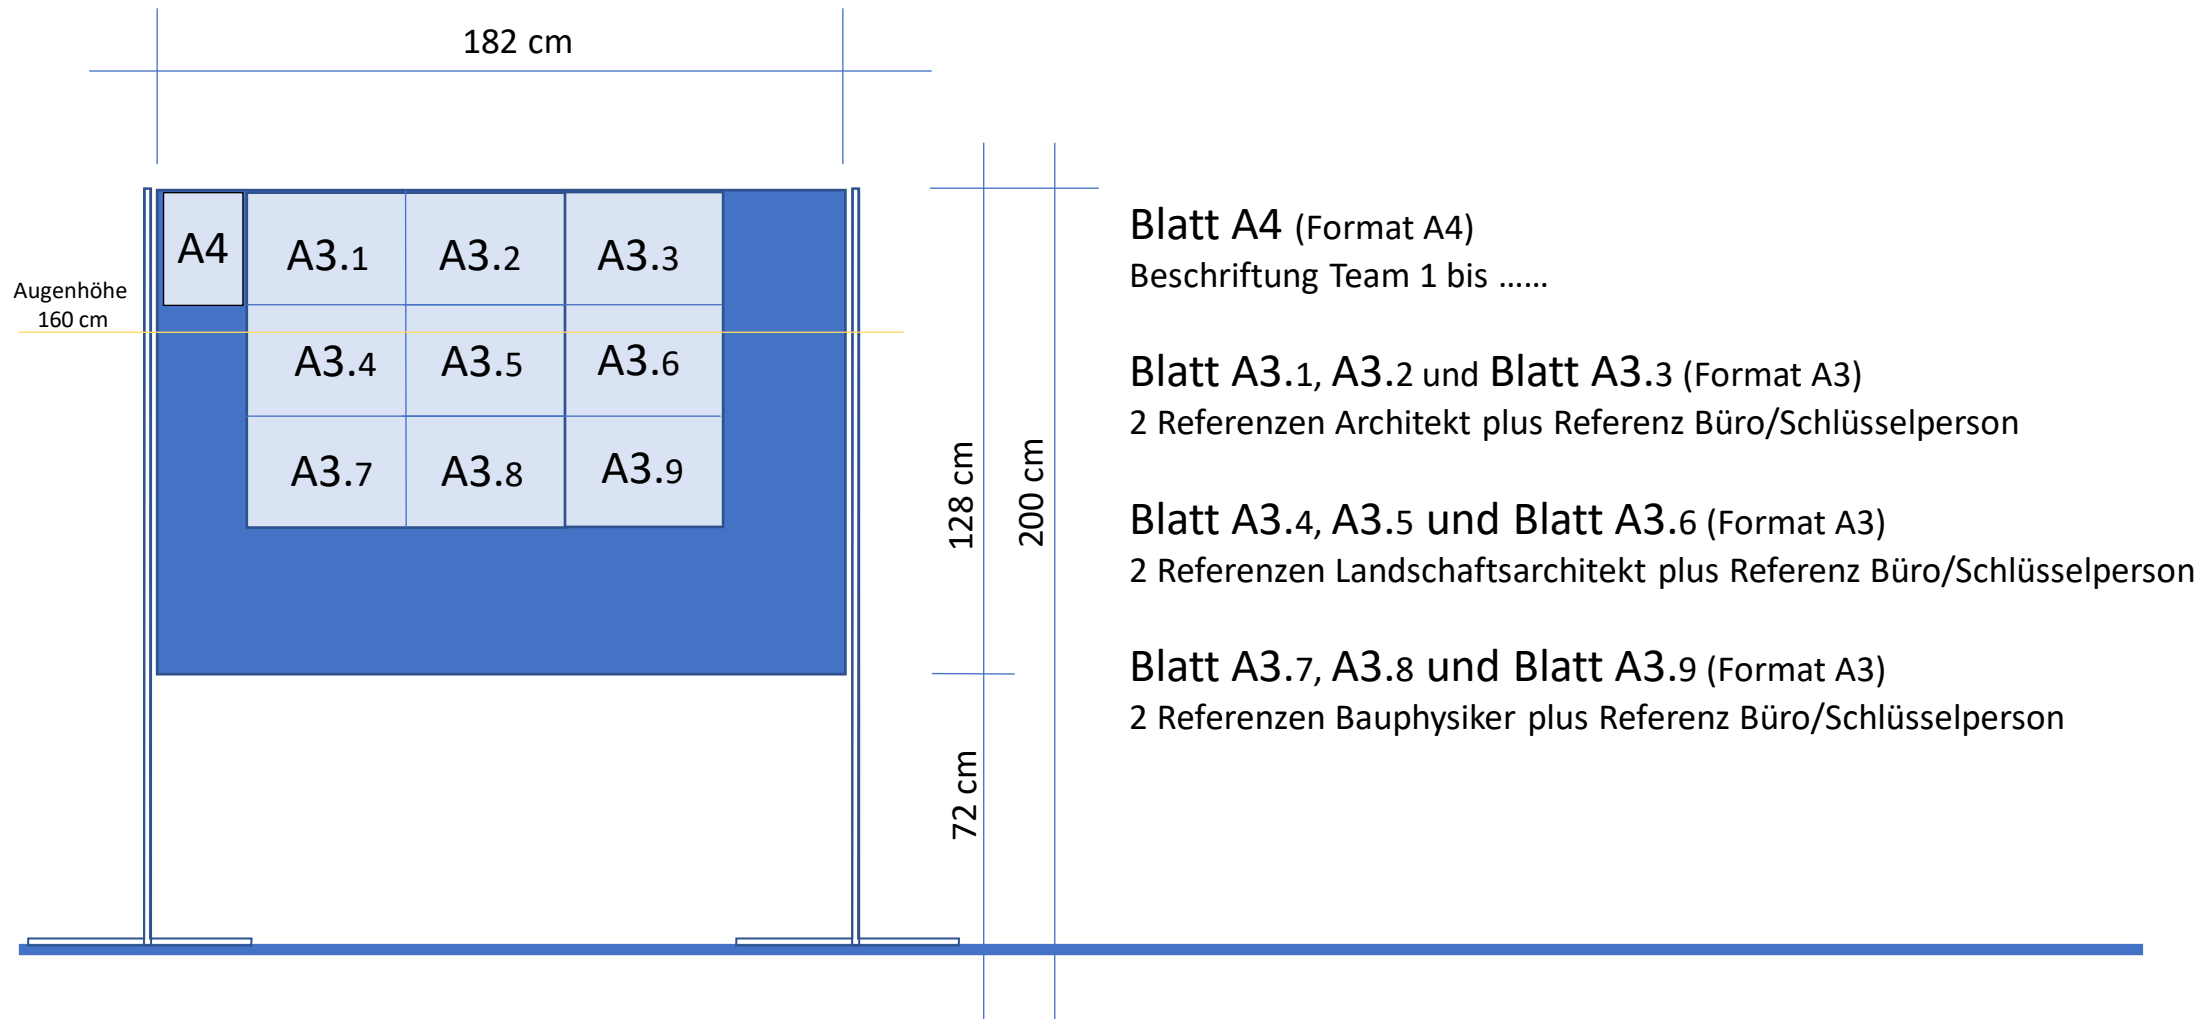 182 cm
A4
A3.1
A3.2
A3.3
Augenhöhe
160 cm
A3.4
A3.5
A3.6
A3.7
A3.8
A3.9
128 cm
200 cm
72 cm
Blatt A4 (Format A4)
Beschriftung Team 1 bis ......
Blatt A3.1, A3.2 und Blatt A3.3 (Format A3)
2 Referenzen Architekt plus Referenz Büro/Schlüsselperson
Blatt A3.4, A3.5 und Blatt A3.6 (Format A3)
2 Referenzen Landschaftsarchitekt plus Referenz Büro/Schlüsselperson
Blatt A3.7, A3.8 und Blatt A3.9 (Format A3)
2 Referenzen Bauphysiker plus Referenz Büro/Schlüsselperson